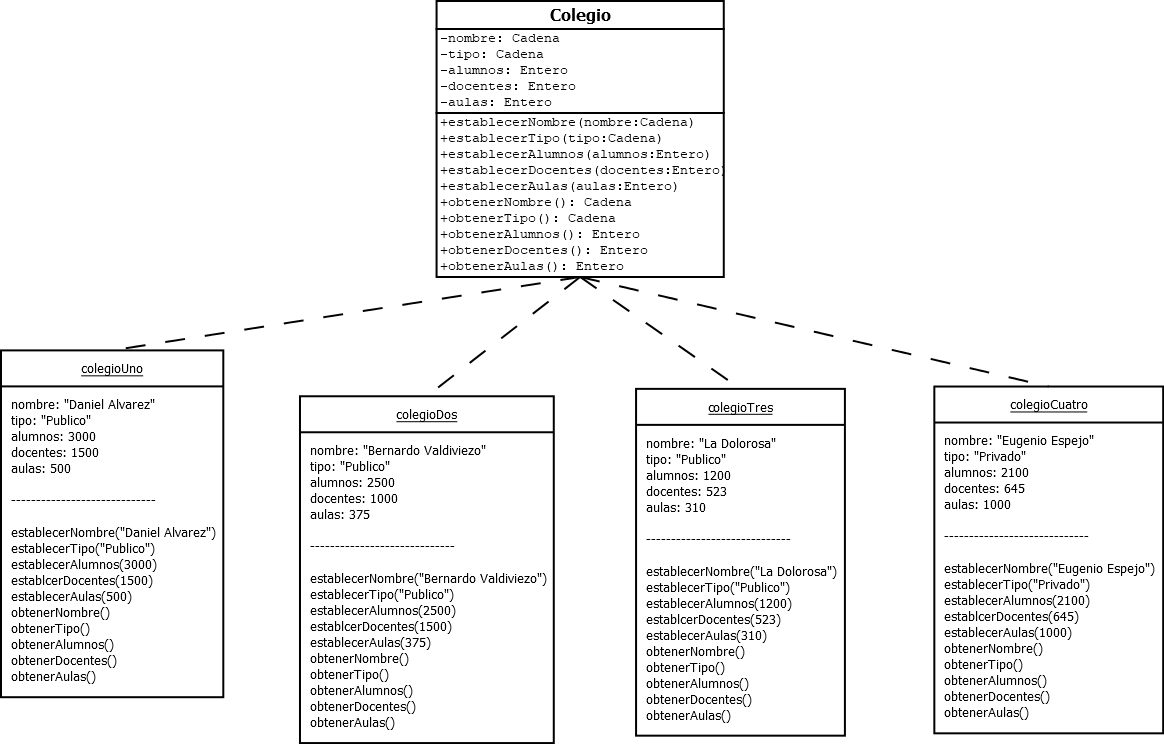 Colegio
-nombre: Cadena
-tipo: Cadena
-alumnos: Entero
-docentes: Entero
-aulas: Entero
+establecerNombre(nombre:Cadena)
+establecerTipo(tipo:Cadena)
+establecerAlumnos(alumnos:Entero)
+establecerDocentes(docentes:Entero)
+establecerAulas(aulas:Entero)
+obtenerNombre(): Cadena
+obtenerTipo(): Cadena
+obtenerAlumnos(): Entero
+obtenerDocentes(): Entero
+obtenerAulas(): Entero
colegioUno
nombre: "Daniel Alvarez"
tipo: "Publico"
alumnos: 3000
docentes: 1500
aulas: 500
-----------------------------
establecerNombre("Daniel Alvarez")
establecerTipo("Publico")
establecerAlumnos(3000)
establcerDocentes(1500)
establecerAulas(500)
obtenerNombre()
obtenerTipo()
obtenerAlumnos()
obtenerDocentes()
obtenerAulas()
colegioDos
nombre: "Bernardo Valdiviezo"
tipo: "Publico"
alumnos: 2500
docentes: 1000
aulas: 375
-----------------------------
establecerNombre("Bernardo Valdiviezo")
establecerTipo("Publico")
establecerAlumnos(2500)
establcerDocentes(1500)
establecerAulas(375)
obtenerNombre()
obtenerTipo()
obtenerAlumnos()
obtenerDocentes()
obtenerAulas()
colegioTres
nombre: "La Dolorosa"
tipo: "Publico"
alumnos: 1200
docentes: 523
aulas: 310
-----------------------------
establecerNombre("La Dolorosa")
establecerTipo("Publico")
establecerAlumnos(1200)
establcerDocentes(523)
establecerAulas(310)
obtenerNombre()
obtenerTipo()
obtenerAlumnos()
obtenerDocentes()
obtenerAulas()
colegioCuatro
nombre: "Eugenio Espejo"
tipo: "Privado"
alumnos: 2100
docentes: 645
aulas: 1000
-----------------------------
establecerNombre("Eugenio Espejo")
establecerTipo("Privado")
establecerAlumnos(2100)
establcerDocentes(645)
establecerAulas(1000)
obtenerNombre()
obtenerTipo()
obtenerAlumnos()
obtenerDocentes()
obtenerAulas()